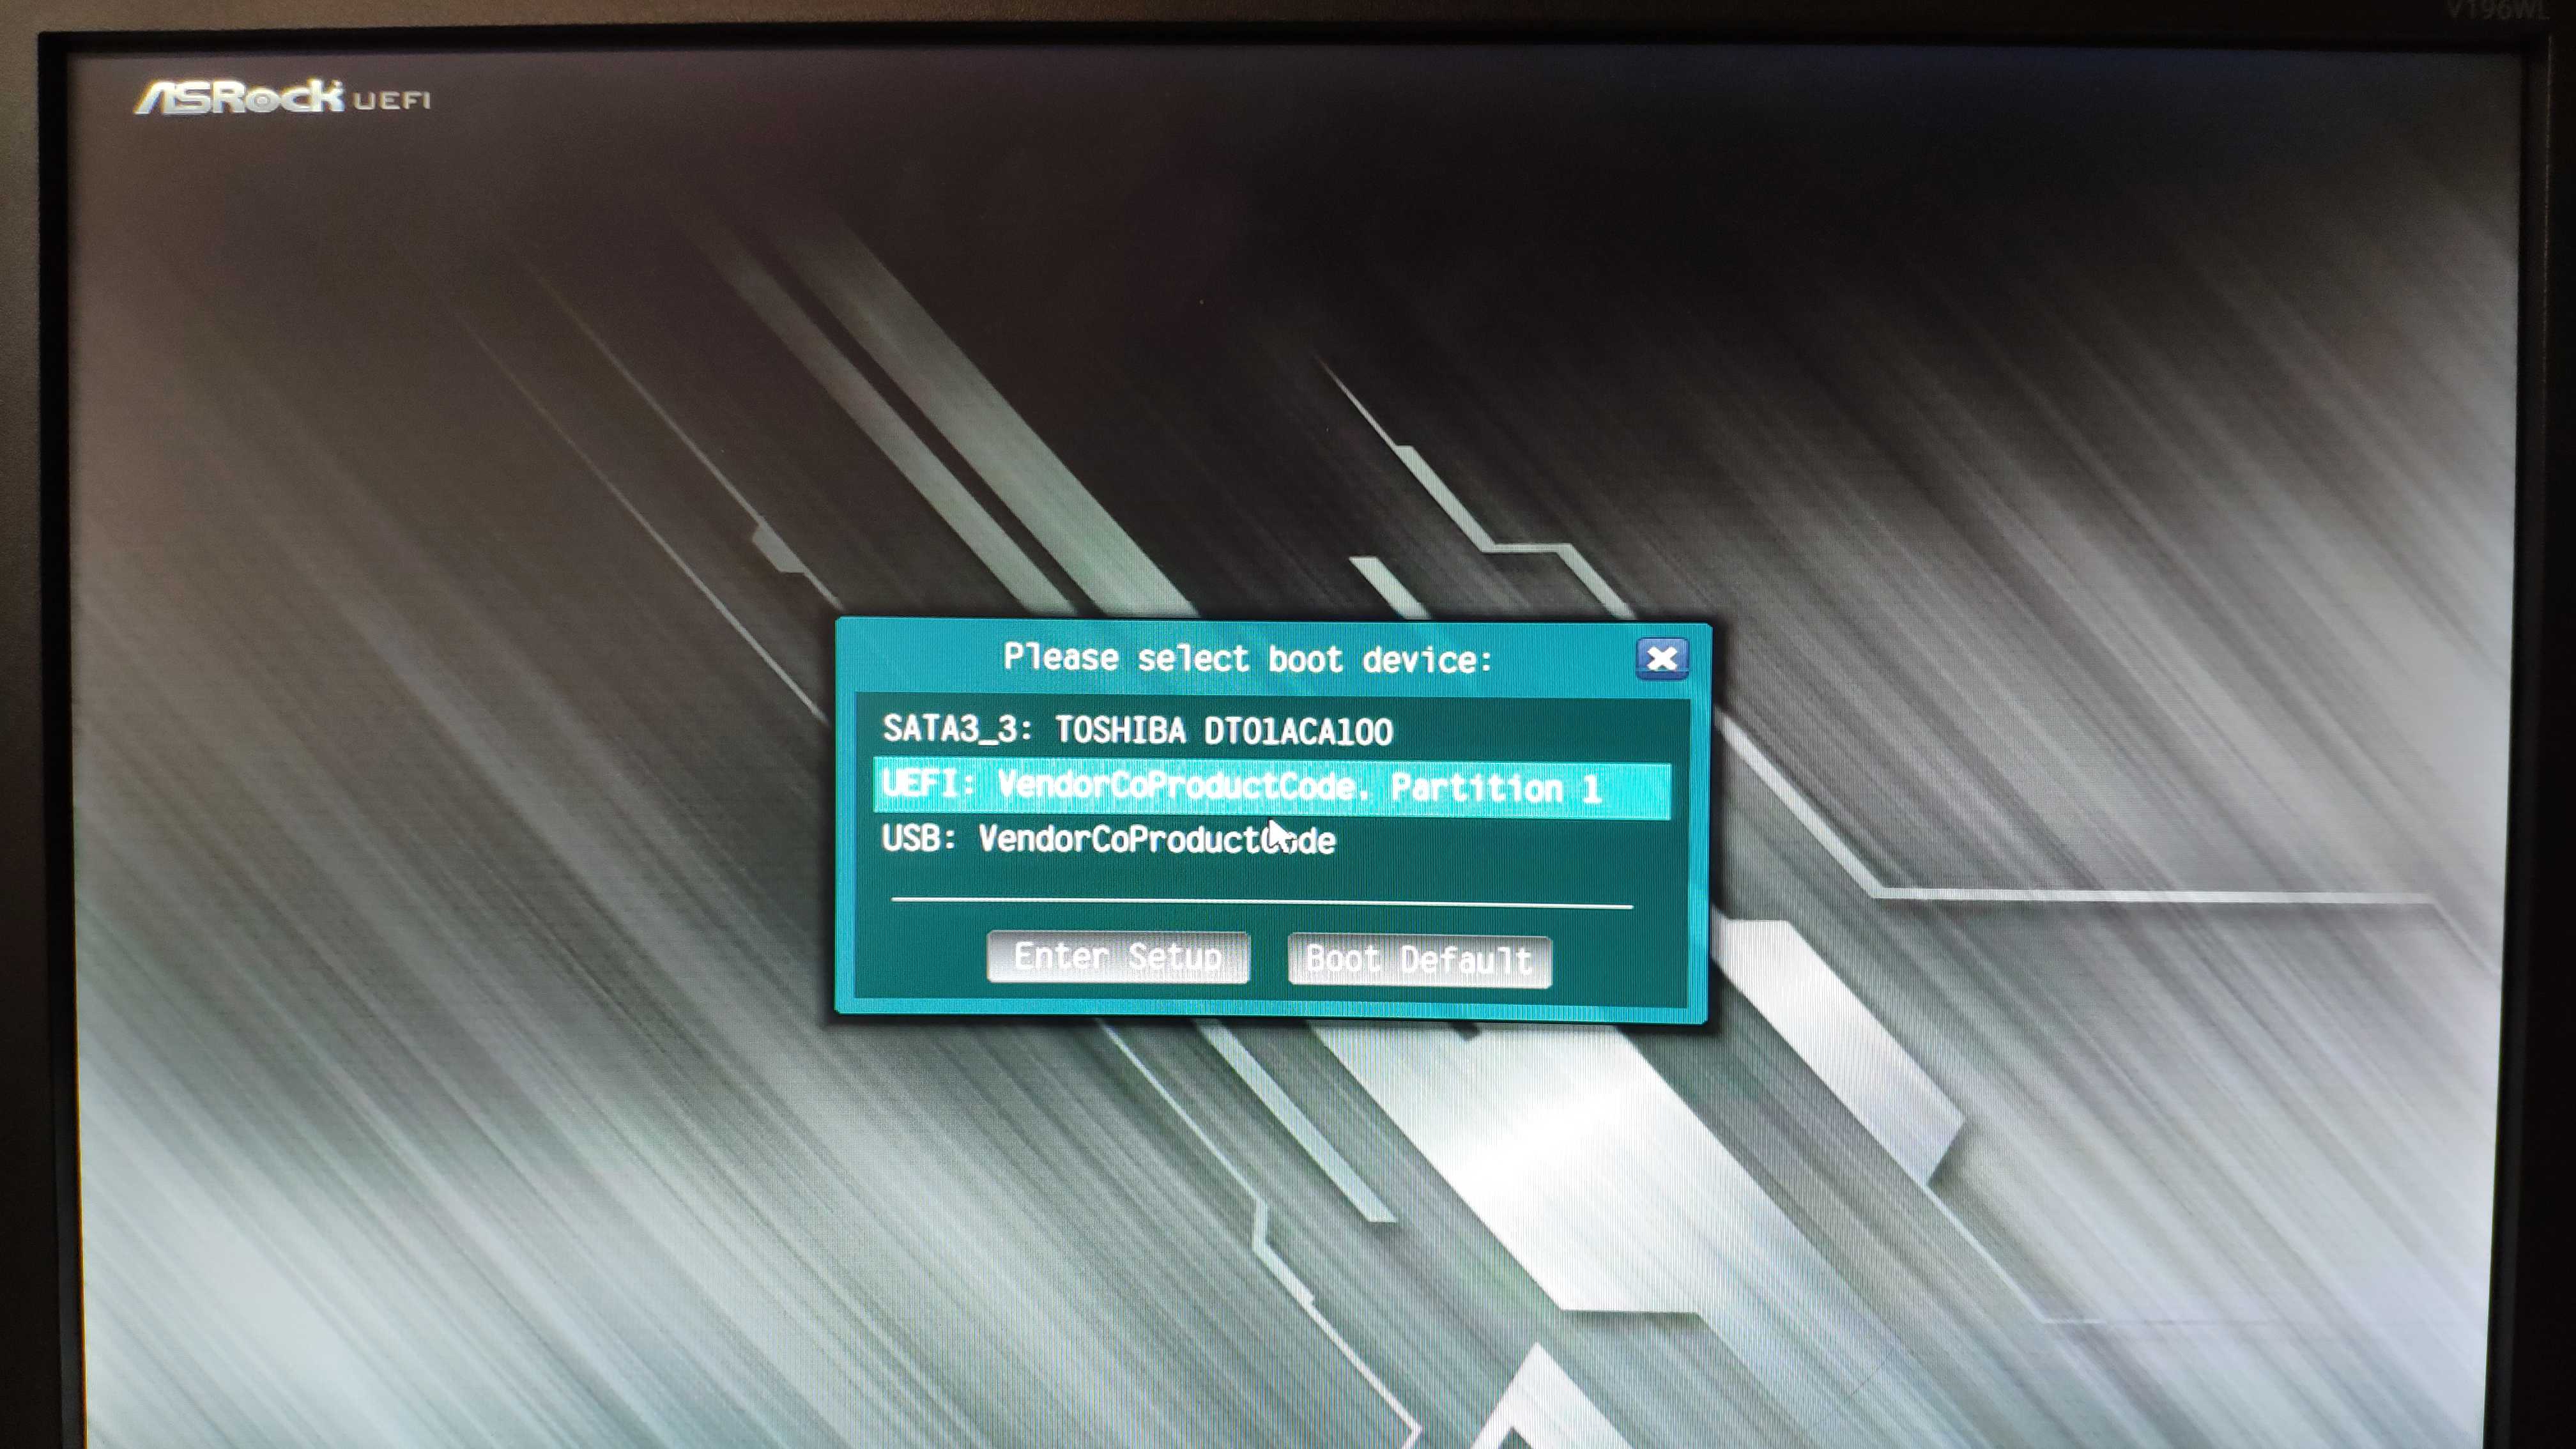 V196WL
ASRock UEFI
Please select boot device:
SATA3_3: TOSHIBA DT01ACA100
UEFI: VendorCoProductCode, Partition 1
USB: VendorCoProductCode
Enter Setup
Boot Default